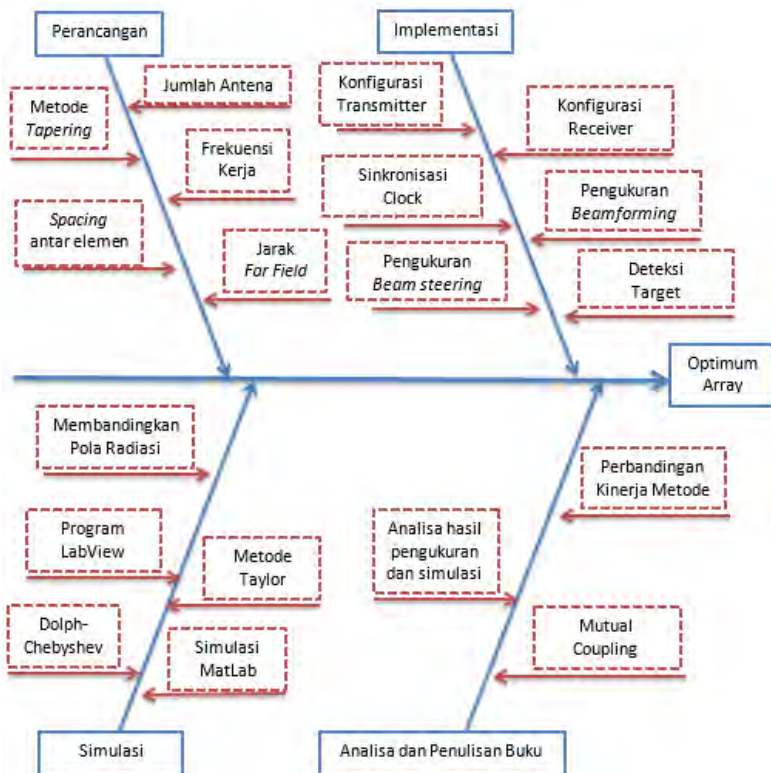 Perancangan
Jumlah Antena
Metode
Tapering
Frekuensi
Kerja
Spacing
antar elemen
Jarak
Far Field
Implementasi
Konfigurasi
Transmitter
Konfigurasi
Receiver
Sinkronisasi
Clock
Pengukuran
Beamforming
Pengukuran
Beam steering
Deteksi
Target
Optimum
Array
Membandingkan
Pola Radiasi
Program
LabView
Metode
Taylor
Dolph-
Chebyshev
Simulasi
MatLab
Simulasi
Perbandingan
Kinerja Metode
Analisa hasil
pengukuran
dan simulasi
Mutual
Coupling
Analisa dan Penulisan Buku